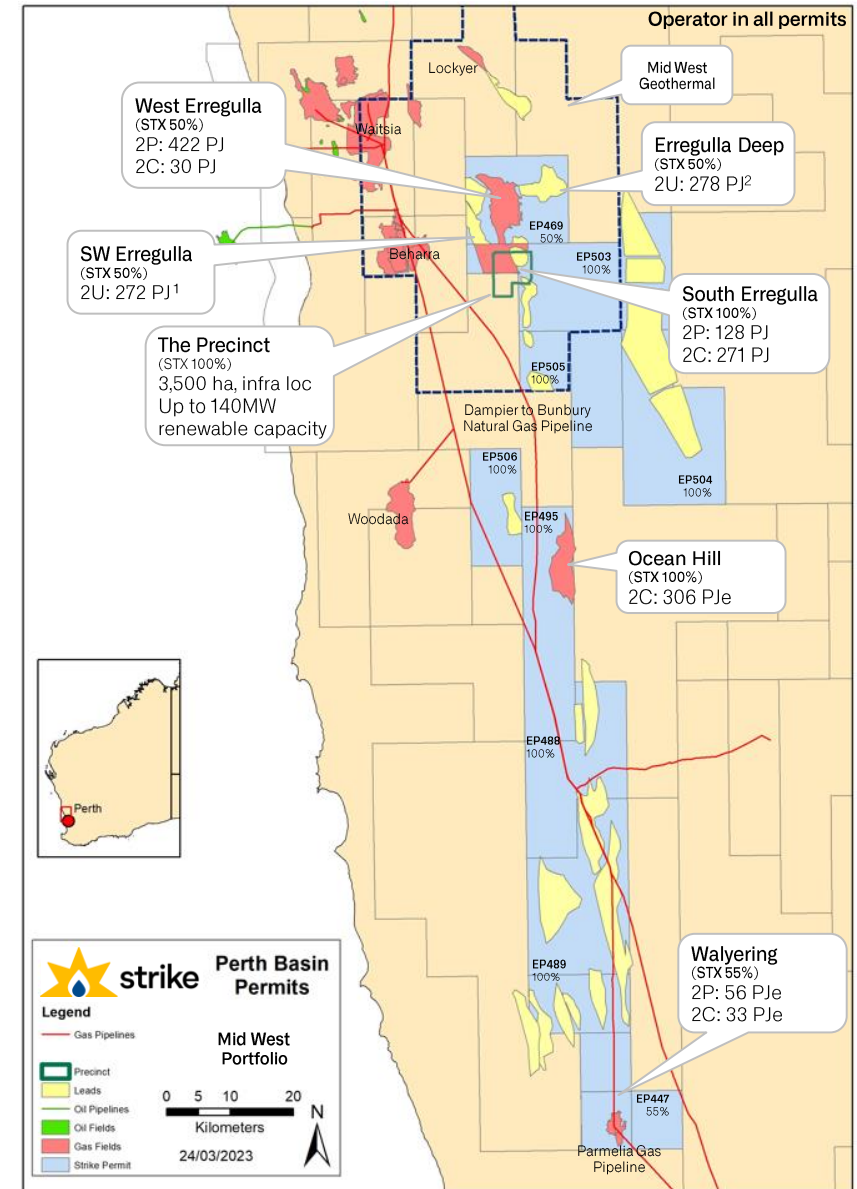 Operator in all permits
Lockyer
Mid West
Geothermal
West Erregulla
(STX 50%)
2P: 422 PJ
2C: 30 PJ
Waitsia
Erregulla Deep
(STX 50%)
2U: 278 PJ²
EP469
50%
SW Erregulla
(STX 50%)
2U: 272 PJ¹
Beharra
EP503
100%
South Erregulla
(STX 100%)
2P: 128 PJ
2C: 271 PJ
The Precinct
(STX 100%)
3,500 ha, infra loc
Up to 140MW
renewable capacity
EP505
100%
Dampier to Bunbury
Natural Gas Pipeline
EP506
100%
EP504
100%
Woodada
EP495
100%
Ocean Hill
(STX 100%)
2C: 306 PJe
EP488
100%
Perth
EP489
100%
Walyering
(STX 55%)
2P: 56 PJe
2C: 33 PJe
EP447
55%
Parmelia Gas
Pipeline
strike
Perth Basin
Permits
Legend
Gas Pipelines
Precinct
Leads
Oil Pipelines
Oil Fields
Gas Fields
Strike Permit
Mid West
Portfolio
0 5 10 20
Kilometers
N
24/03/2023